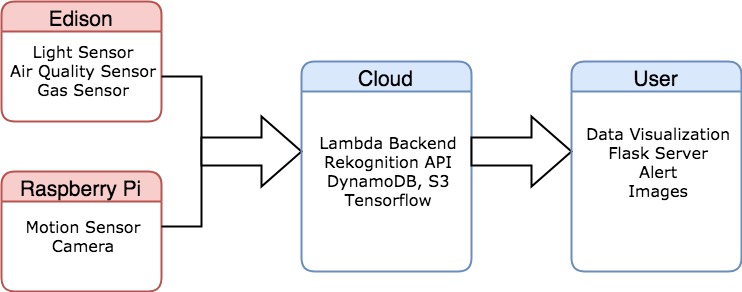 Edison
Light Sensor
Air Quality Sensor
Gas Sensor
Raspberry Pi
Motion Sensor
Camera
Cloud
Lambda Backend
Rekognition API
DynamoDB, S3
Tensorflow
User
Data Visualization
Flask Server
Alert
Images